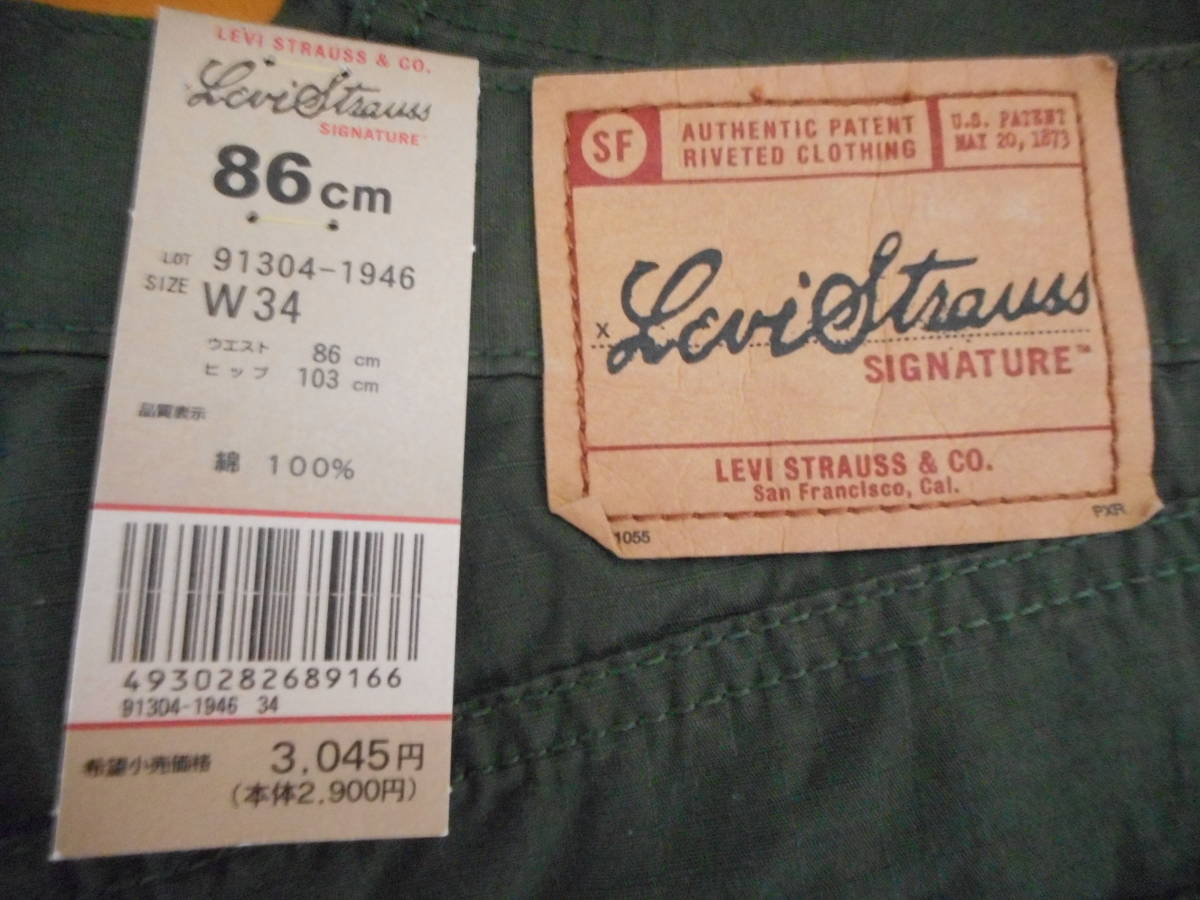 LEVI STRAUSS & CO.
Levi Strauss
SIGNATURE™
86cm
LOT 91304-1946
SIZE W34
ウエスト 86 cm
ヒップ 103 cm
品質表示
綿 100%
4930282689166
91304-1946 34
希望小売価格 3,045円
(本体2,900円)
SF
AUTHENTIC PATENT
RIVETED CLOTHING
U.S. PATENT
MAY 20, 1873
x Levi Strauss
SIGNATURE™
LEVI STRAUSS & CO.
San Francisco, Cal.
1055
PXR